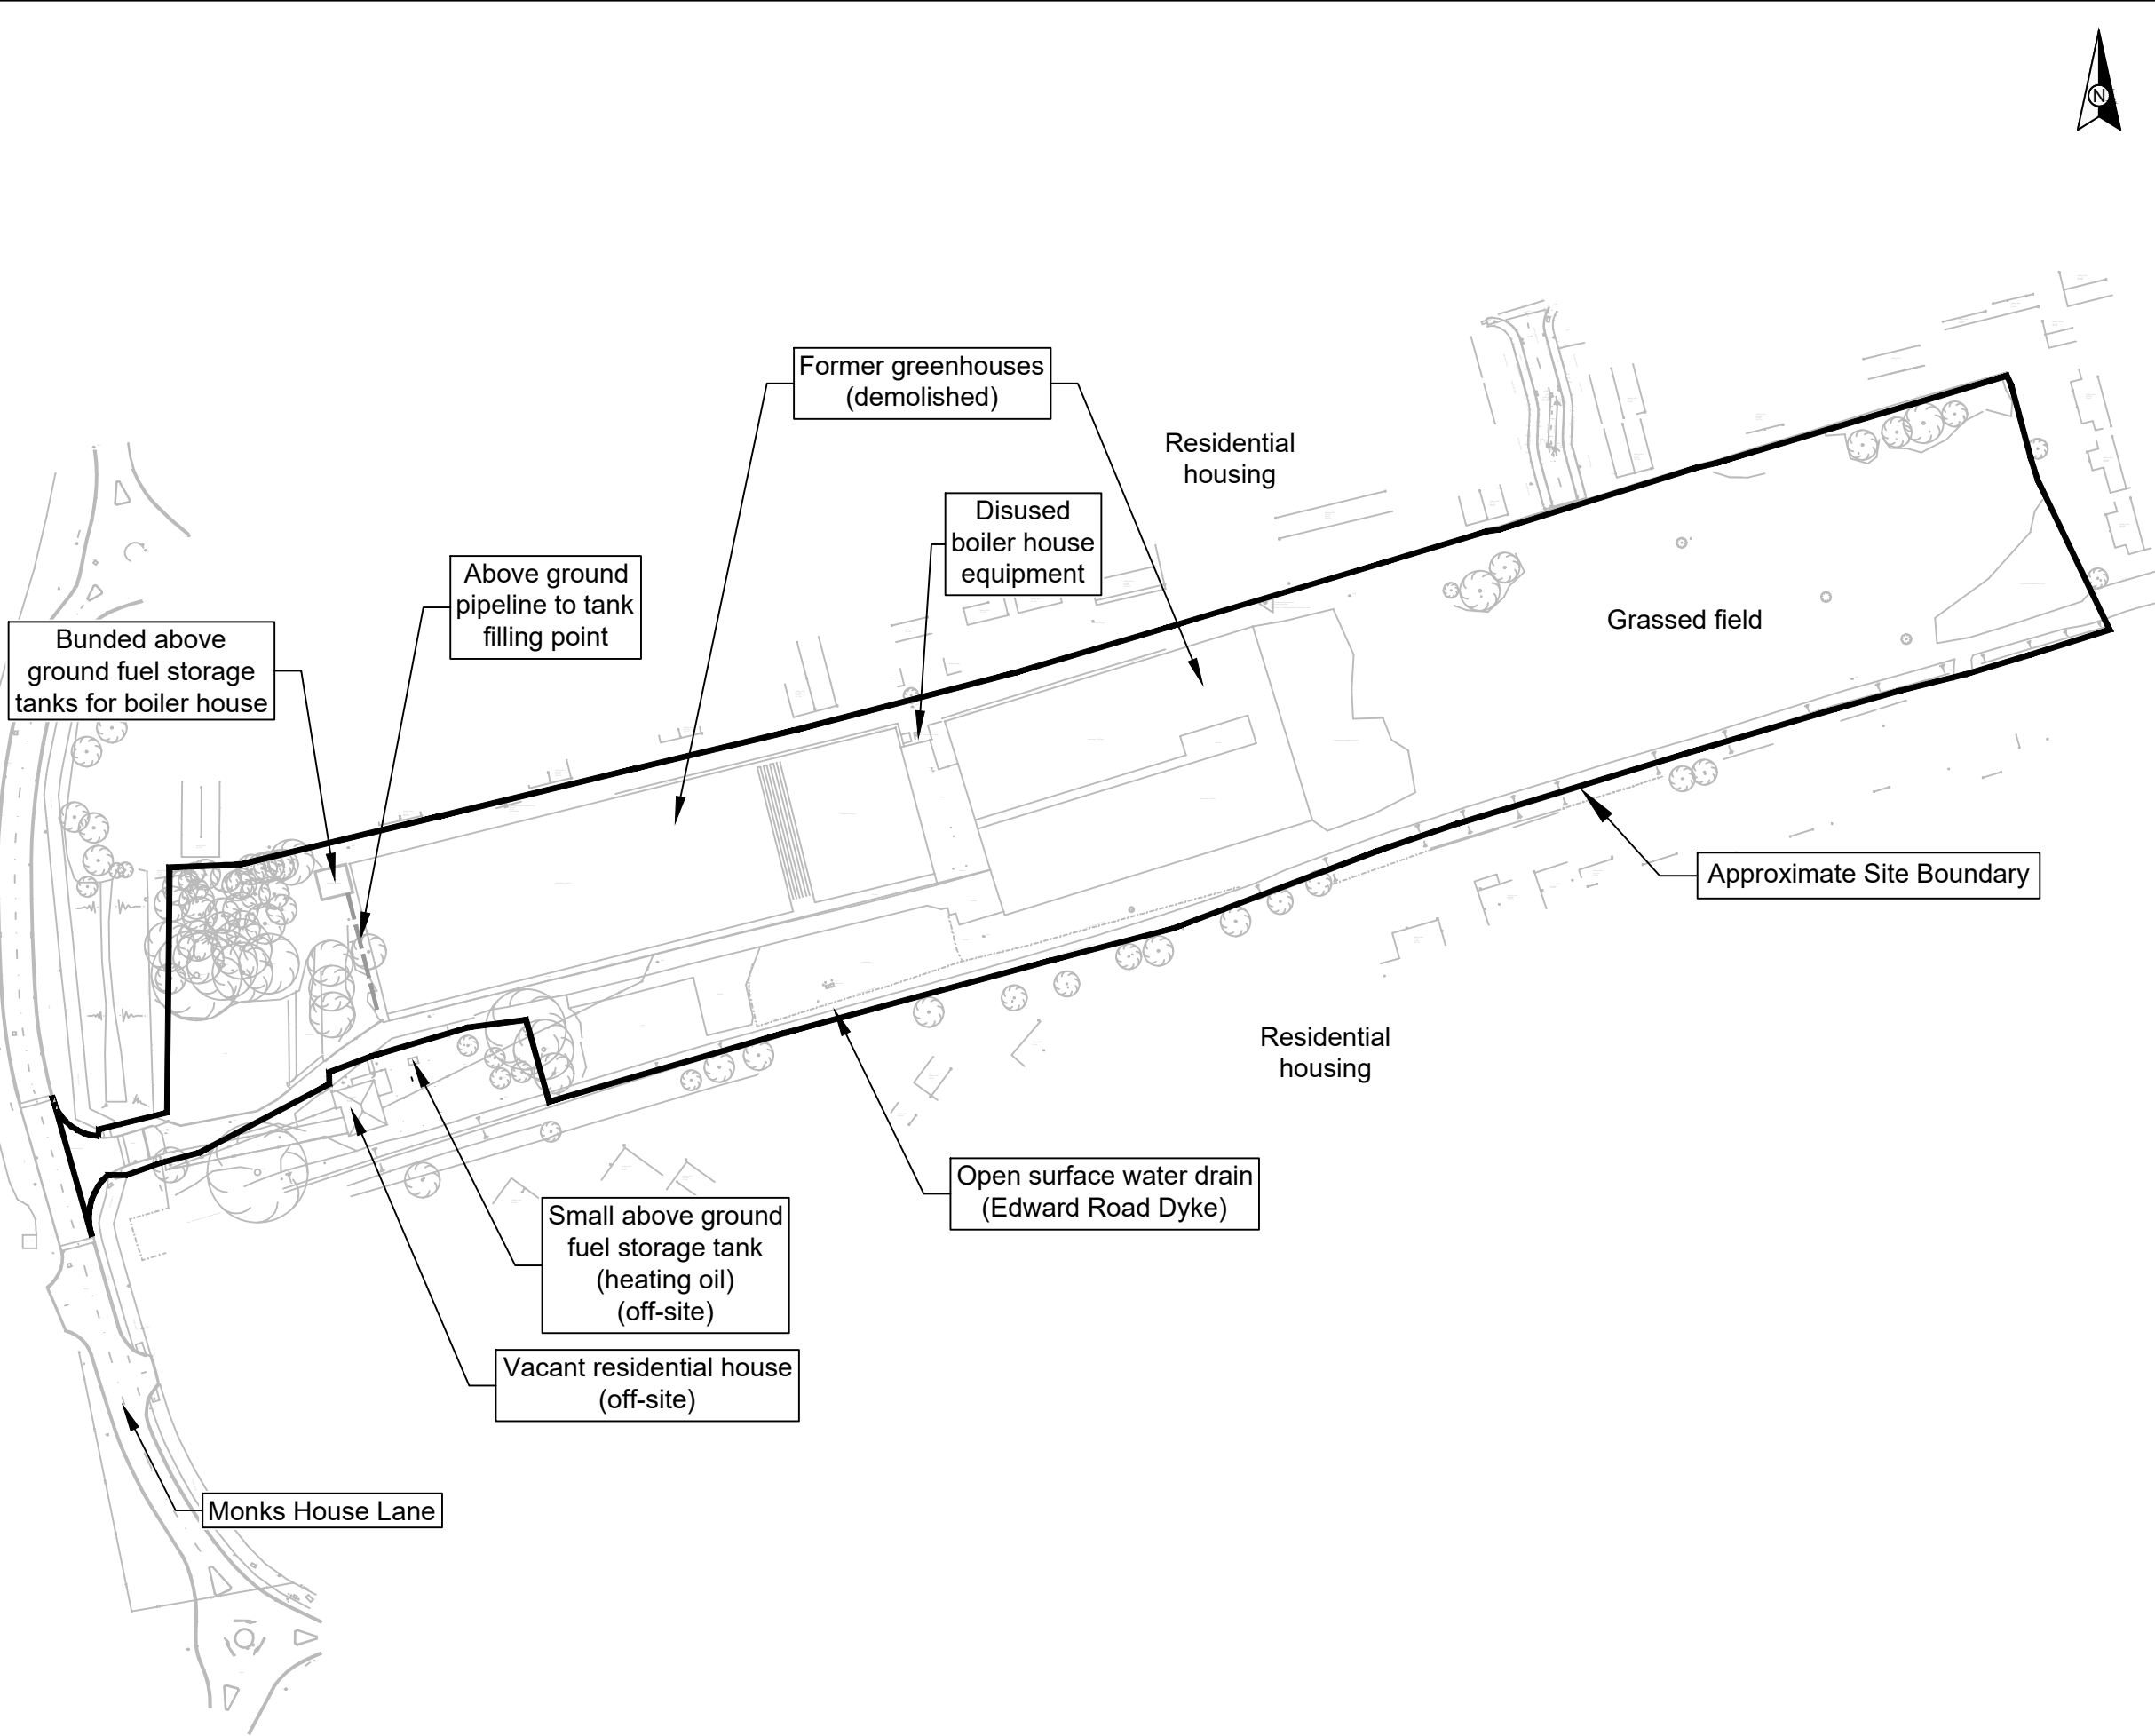 N
Former greenhouses
(demolished)
Residential
housing
Disused
boiler house
equipment
Above ground
pipeline to tank
filling point
Bunded above
ground fuel storage
tanks for boiler house
Grassed field
Approximate Site Boundary
Residential
housing
Open surface water drain
(Edward Road Dyke)
Small above ground
fuel storage tank
(heating oil)
(off-site)
Vacant residential house
(off-site)
Monks House Lane